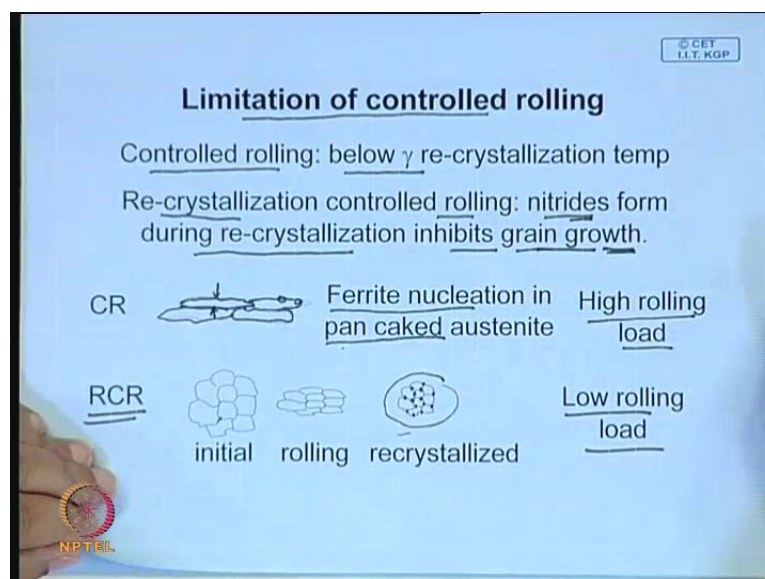 © CET
I.I.T. KGP
Limitation of controlled rolling
Controlled rolling: below γ re-crystallization temp
Re-crystallization controlled rolling: nitrides form
during re-crystallization inhibits grain growth.
CR
Ferrite nucleation in
pan caked austenite
High rolling
load
RCR
Low rolling
load
initial rolling recrystallized
NPTEL